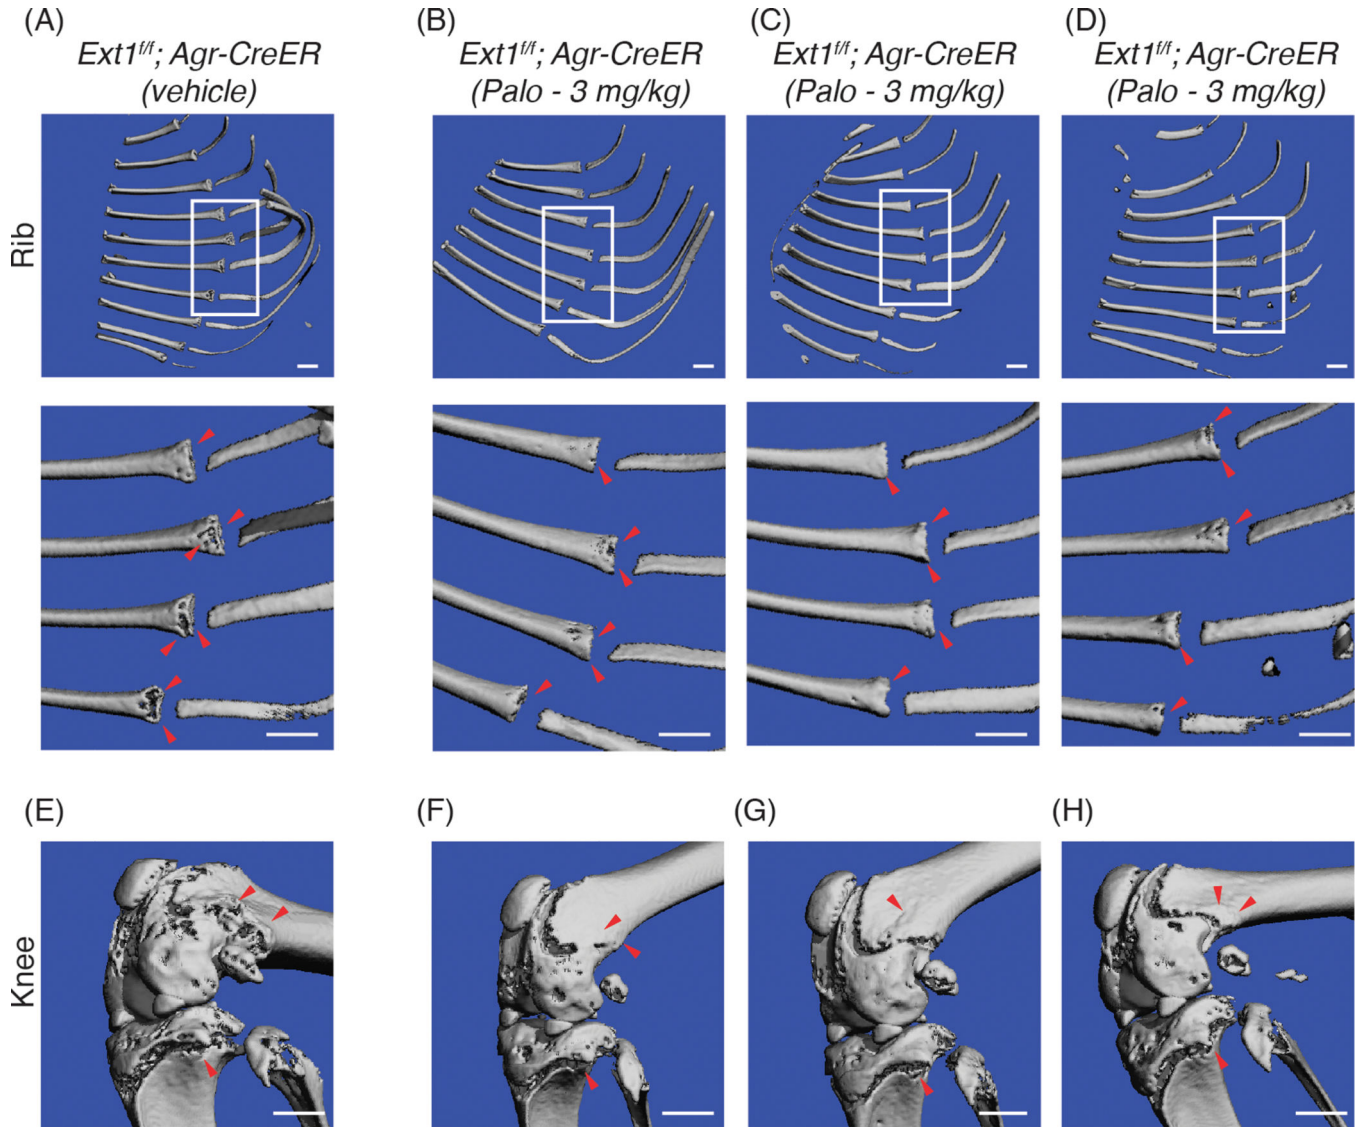 (A)
Ext1f/f; Agr-CreER
(vehicle)
(B)
Ext1f/f; Agr-CreER
(Palo - 3 mg/kg)
(C)
Ext1f/f; Agr-CreER
(Palo - 3 mg/kg)
(D)
Ext1f/f; Agr-CreER
(Palo - 3 mg/kg)
Rib
(E)
(F)
(G)
(H)
Knee